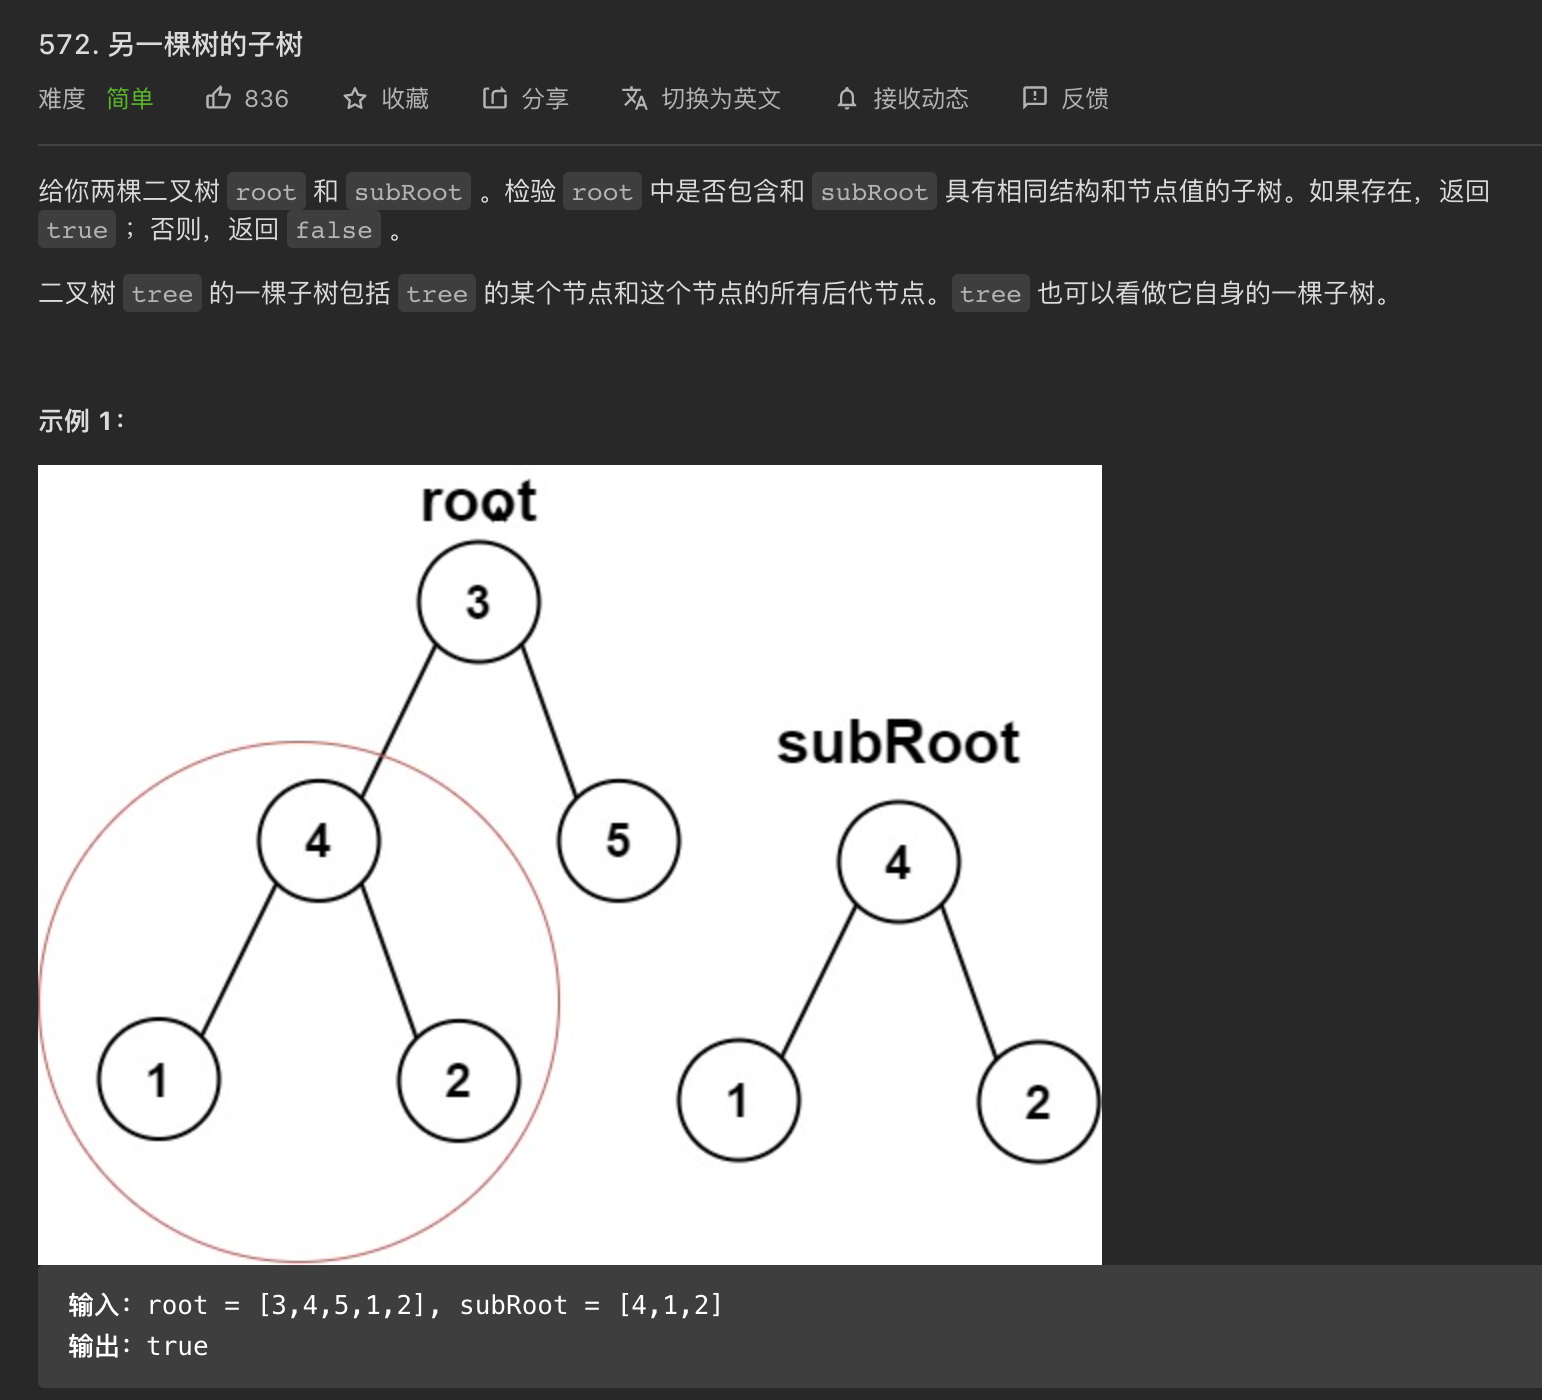 572. 另一棵树的子树
难度 简单 836 收藏 分享 切换为英文 接收动态 反馈
给你两棵二叉树 root 和 subRoot 。检验 root 中是否包含和 subRoot 具有相同结构和节点值的子树。如果存在，返回
true ；否则，返回 false 。
二叉树 tree 的一棵子树包括 tree 的某个节点和这个节点的所有后代节点。tree 也可以看做它自身的一棵子树。
示例 1：
root
3
subRoot
4 5
4
1 2
1 2
输入：root = [3,4,5,1,2], subRoot = [4,1,2]
输出：true